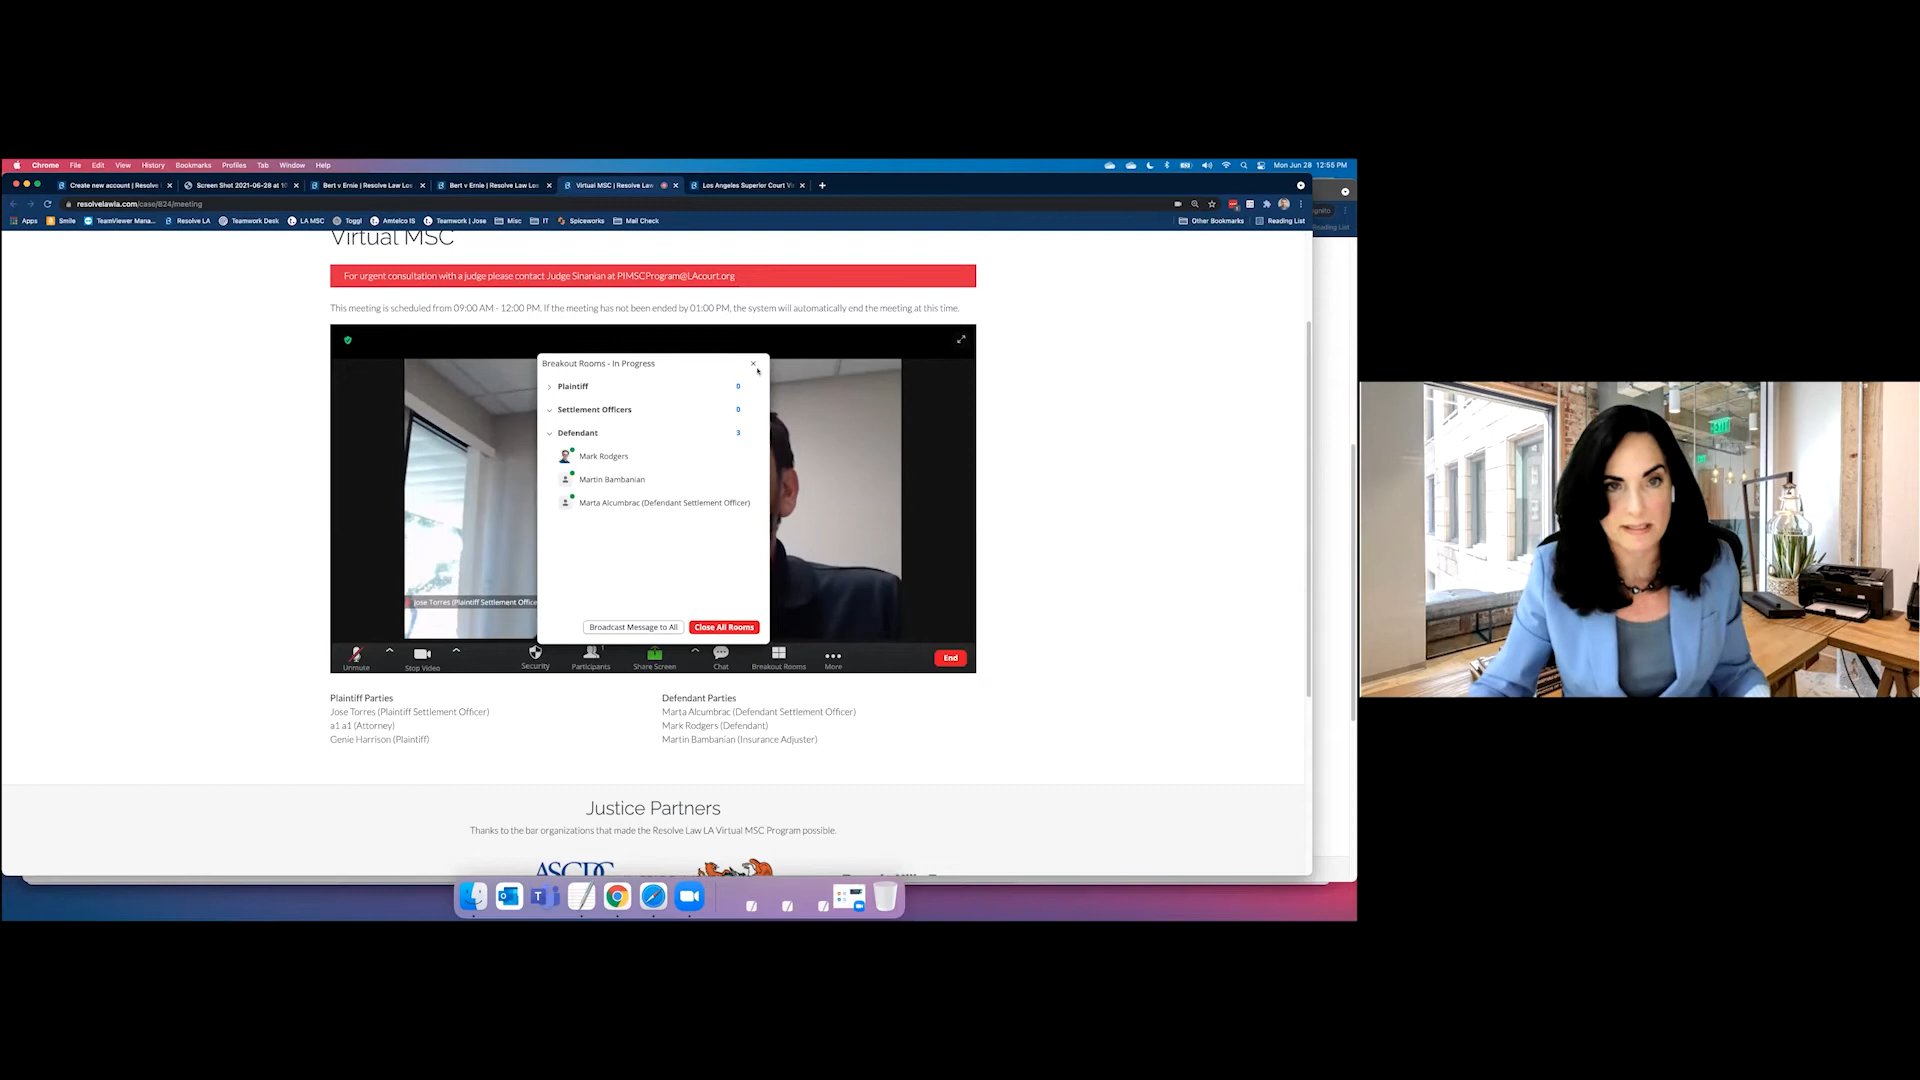 Chrome File Edit View History Bookmarks Profiles Tab Window Help
Mon Jun 28 12:55 PM
Create new account | Resolve
Screen Shot 2021-06-28 at 10
Bert v Ernie | Resolve Law Los
Bert v Ernie | Resolve Law Los
Virtual MSC | Resolve Law
Los Angeles Superior Court Vi
resolvelawla.com/case/824/meeting
Apps Smile TeamViewer Mana... Resolve LA Teamwork Desk LA MSC Toggl Amtelco IS Teamwork | Jose Misc IT Spiceworks Mail Check Other Bookmarks Reading List
Reading List
Virtual MSC
For urgent consultation with a judge please contact Judge Sinanian at PIMSCProgram@LAcourt.org
This meeting is scheduled from 09:00 AM - 12:00 PM. If the meeting has not been ended by 01:00 PM, the system will automatically end the meeting at this time.
Breakout Rooms - In Progress
Plaintiff 0
Settlement Officers 0
Defendant 3
Mark Rodgers
Martin Bambanian
Marta Alcumbrac (Defendant Settlement Officer)
Jose Torres (Plaintiff Settlement Office
Broadcast Message to All Close All Rooms
Unmute Stop Video Security Participants 1 Share Screen Chat Breakout Rooms More End
Plaintiff Parties
Jose Torres (Plaintiff Settlement Officer)
a1 a1 (Attorney)
Genie Harrison (Plaintiff)
Defendant Parties
Marta Alcumbrac (Defendant Settlement Officer)
Mark Rodgers (Defendant)
Martin Bambanian (Insurance Adjuster)
Justice Partners
Thanks to the bar organizations that made the Resolve Law LA Virtual MSC Program possible.
ASCDC
EXIT